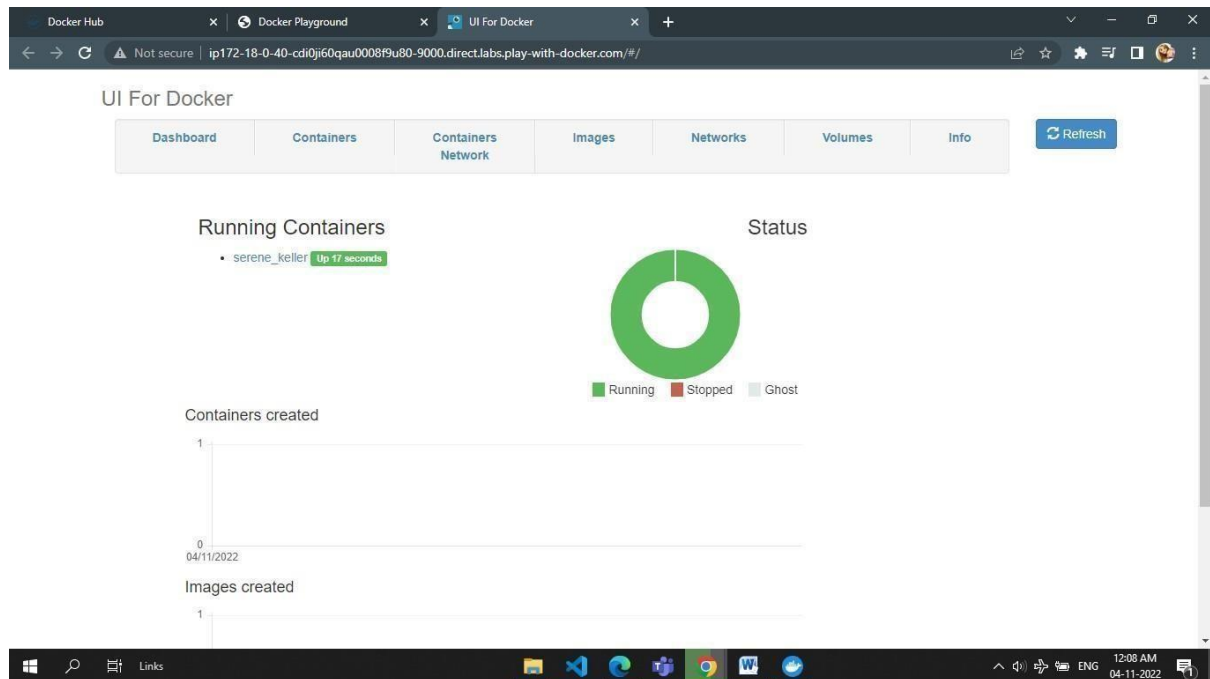 Docker Hub
Docker Playground
UI For Docker
Not secure | ip172-18-0-40-cdi0ji60qau0008f9u80-9000.direct.labs.play-with-docker.com/#/
UI For Docker
Dashboard Containers Containers Network Images Networks Volumes Info
Refresh
Running Containers
serene_keller Up 17 seconds
Status
Running Stopped Ghost
Containers created
1
0
04/11/2022
Images created
1
Links
ENG
12:08 AM
04-11-2022
1